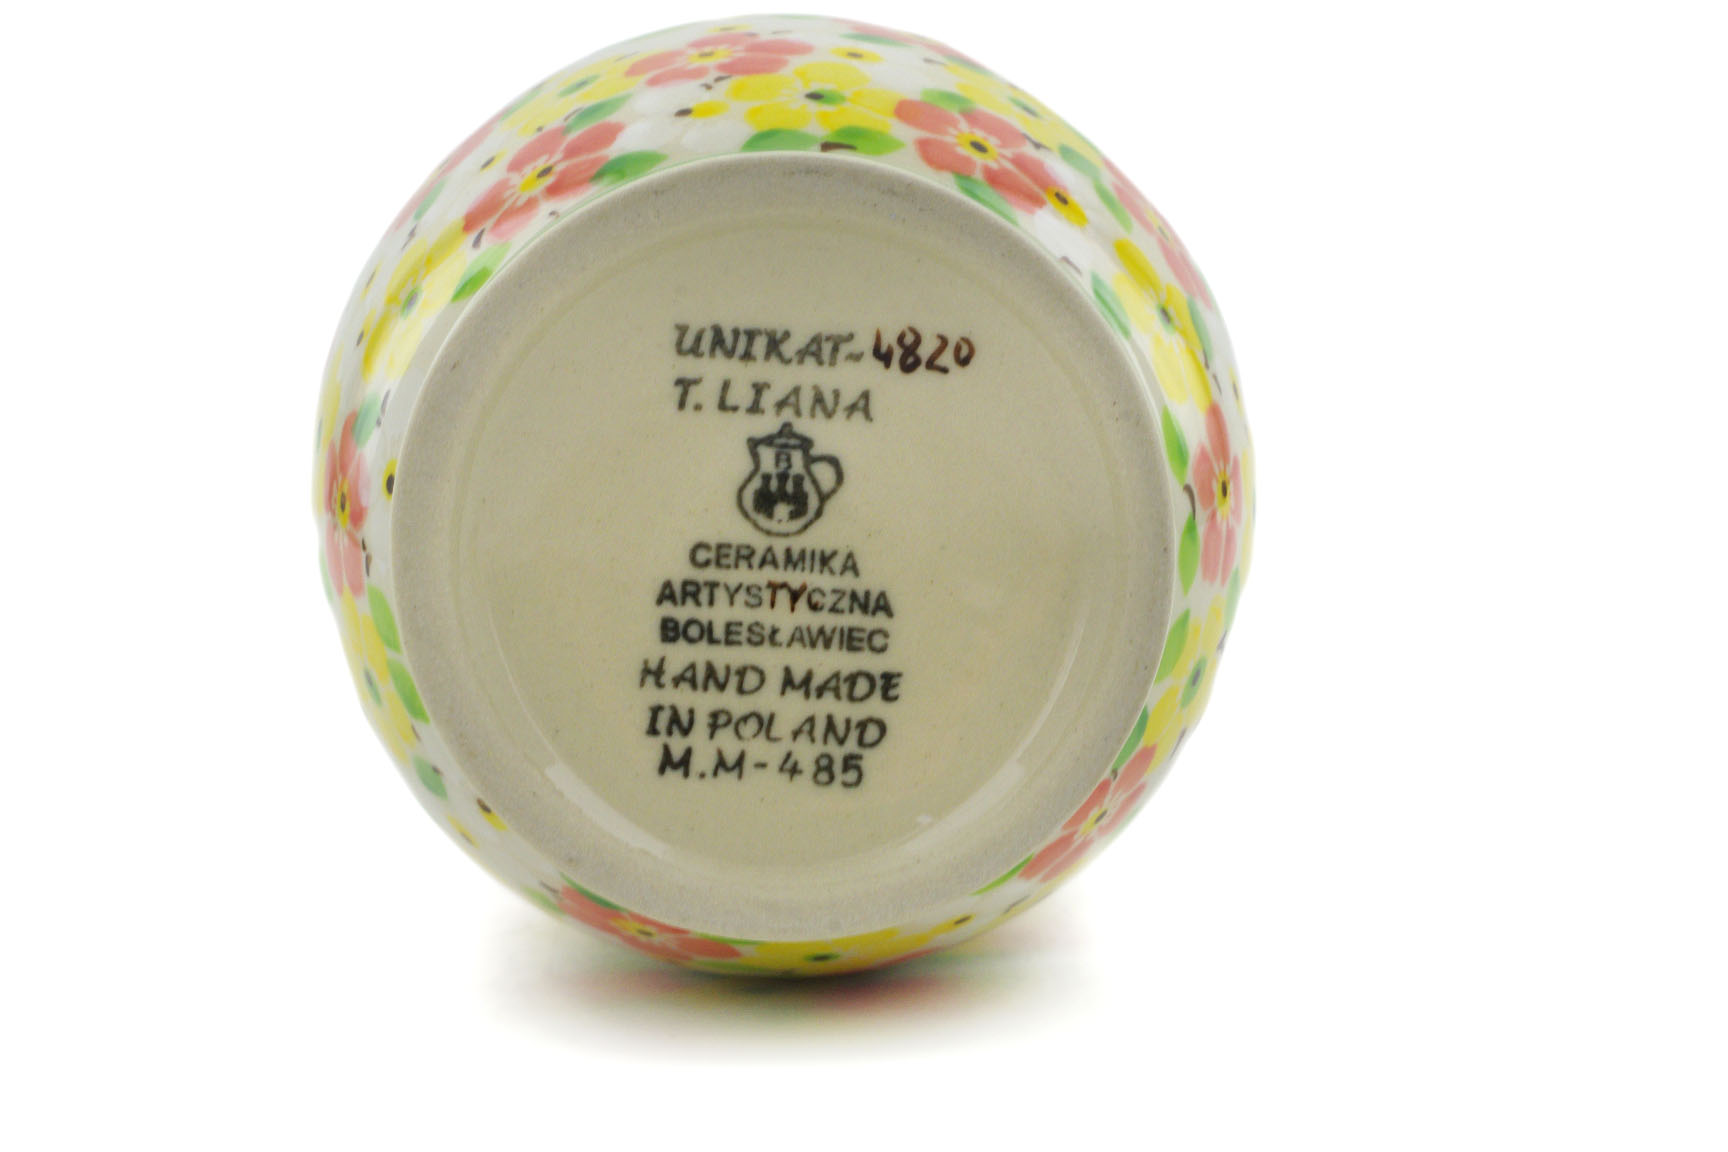 UNIKAT-4820
T. LIANA
B
CERAMIKA
ARTYSTYCZNA
BOLESŁAWIEC
HAND MADE
IN POLAND
M.M-485